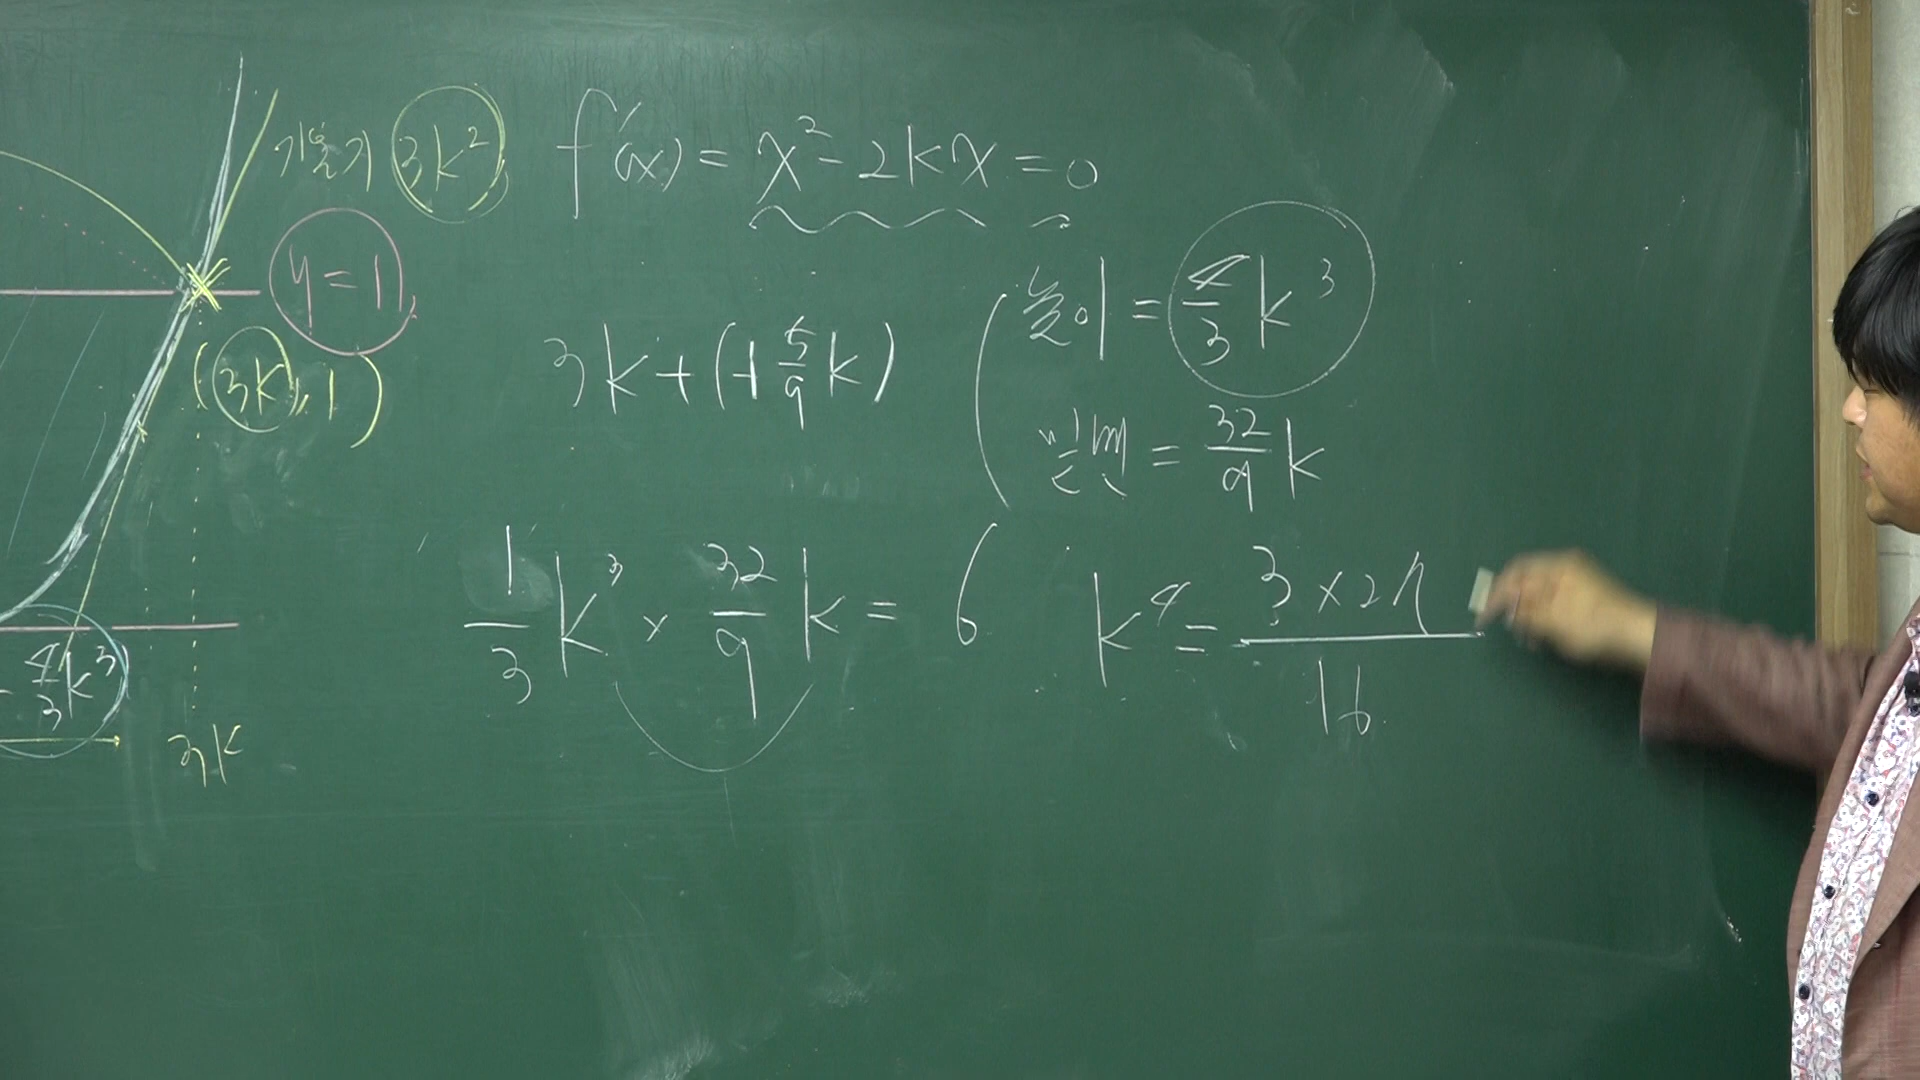 기울기 3k²
f'(x) = x² - 2kx = 0
y = 1
(3k, 1)
높이 = 4/3 k³
3k + (+ 5/9 k)
밑변 = 32/9 k
1/3 k³ × 32/9 k = 6
k⁴ = 3 × 27 / 16
- 4/3 k³
3k